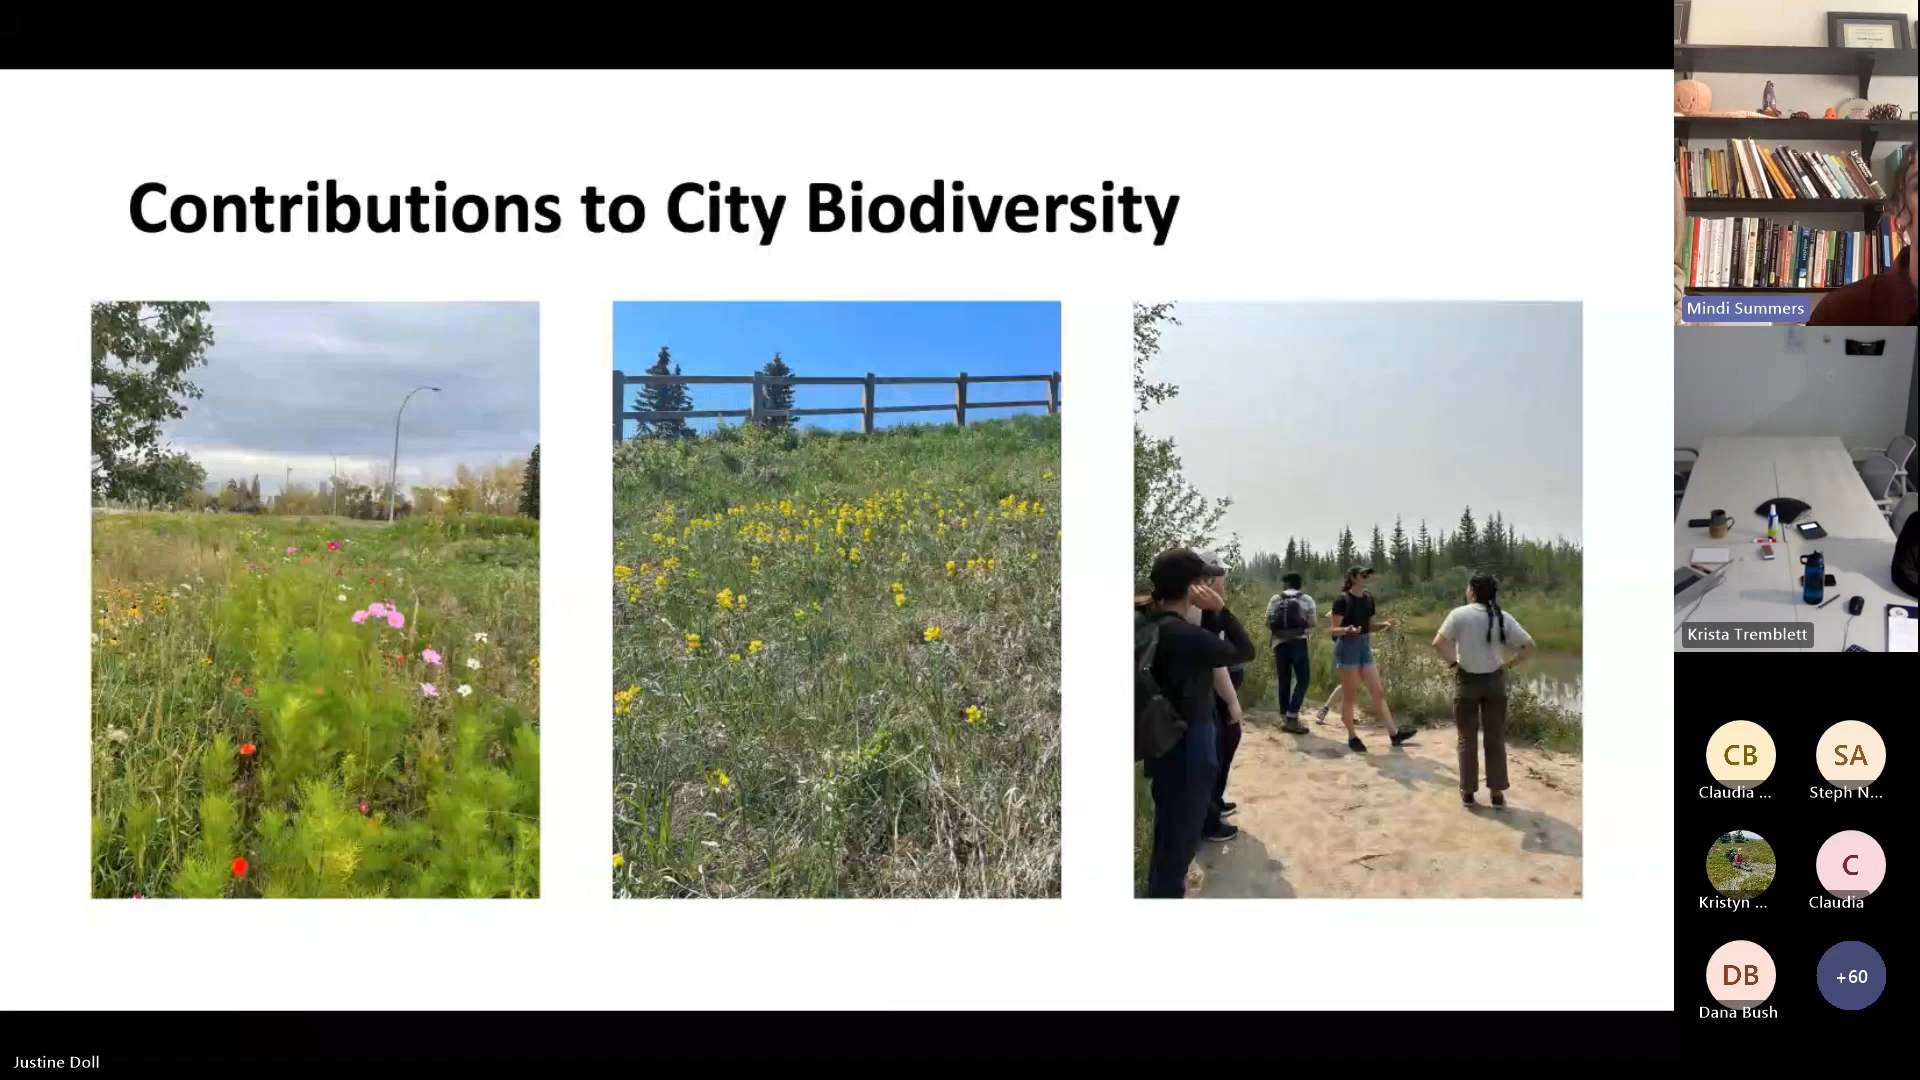 Contributions to City Biodiversity
Mindi Summers
Krista Tremblett
CB
Claudia ...
SA
Steph N...
Kristyn ...
C
Claudia
DB
Dana Bush
+60
Justine Doll